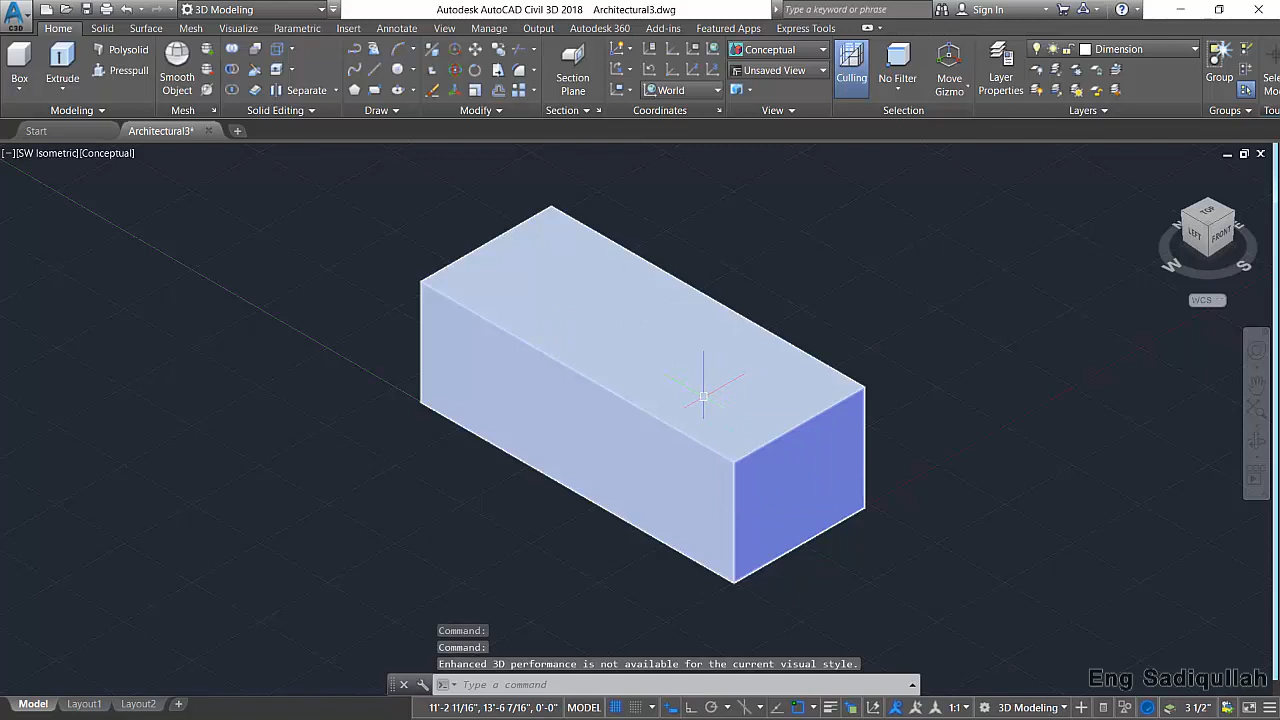 A
C3D
3D Modeling
Autodesk AutoCAD Civil 3D 2018 Architectural3.dwg
Type a keyword or phrase
Sign In
Home Solid Surface Mesh Visualize Parametric Insert Annotate View Manage Output Autodesk 360 Add-ins Featured Apps Express Tools
Box
Extrude
Polysolid
Presspull
Smooth
Object
Separate
Section
Plane
Conceptual
Unsaved View
World
Culling
No Filter
Move
Gizmo
Layer
Properties
Dimension
Group
Modeling
Mesh
Solid Editing
Draw
Modify
Section
Coordinates
View
Selection
Layers
Groups
Start
Architectural3*
[−][SW Isometric][Conceptual]
TOP
LEFT
FRONT
N
E
W
S
WCS
Command:
Command:
Enhanced 3D performance is not available for the current visual style.
Type a command
Eng Sadiqullah
Model Layout1 Layout2 +
11'-2 11/16", 13'-6 7/16", 0'-0" MODEL
1:1
3D Modeling
3 1/2"